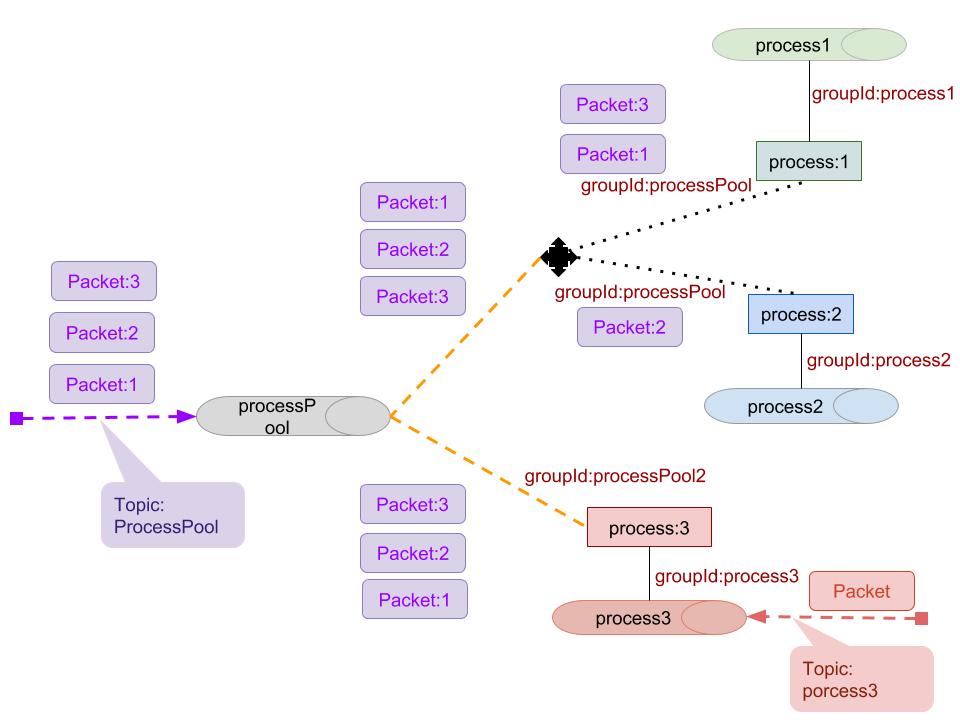 process1
groupId:process1
Packet:3
Packet:1
process:1
groupId:processPool
Packet:1
Packet:2
Packet:3
Packet:3
Packet:2
Packet:1
groupId:processPool
Packet:2
process:2
groupId:process2
process2
processP
ool
Topic:
ProcessPool
groupId:processPool2
Packet:3
Packet:2
Packet:1
process:3
groupId:process3
process3
Packet
Topic:
porcess3